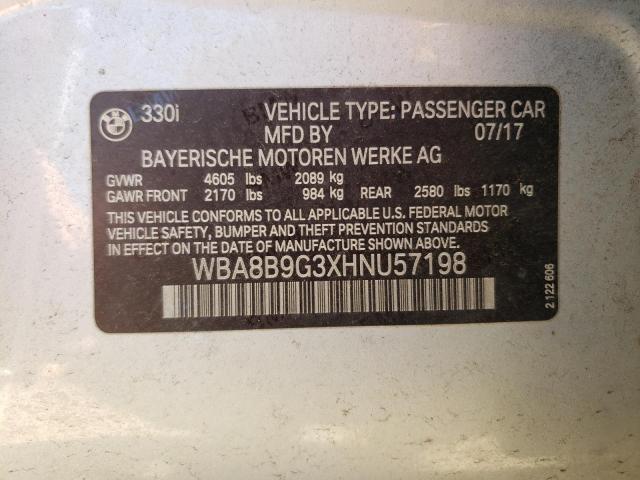 330i VEHICLE TYPE: PASSENGER CAR
MFD BY 07/17
BAYERISCHE MOTOREN WERKE AG
GVWR 4605 lbs 2089 kg
GAWR FRONT 2170 lbs 984 kg REAR 2580 lbs 1170 kg
THIS VEHICLE CONFORMS TO ALL APPLICABLE U.S. FEDERAL MOTOR
VEHICLE SAFETY, BUMPER AND THEFT PREVENTION STANDARDS
IN EFFECT ON THE DATE OF MANUFACTURE SHOWN ABOVE.
WBA8B9G3XHNU57198
2 122 606